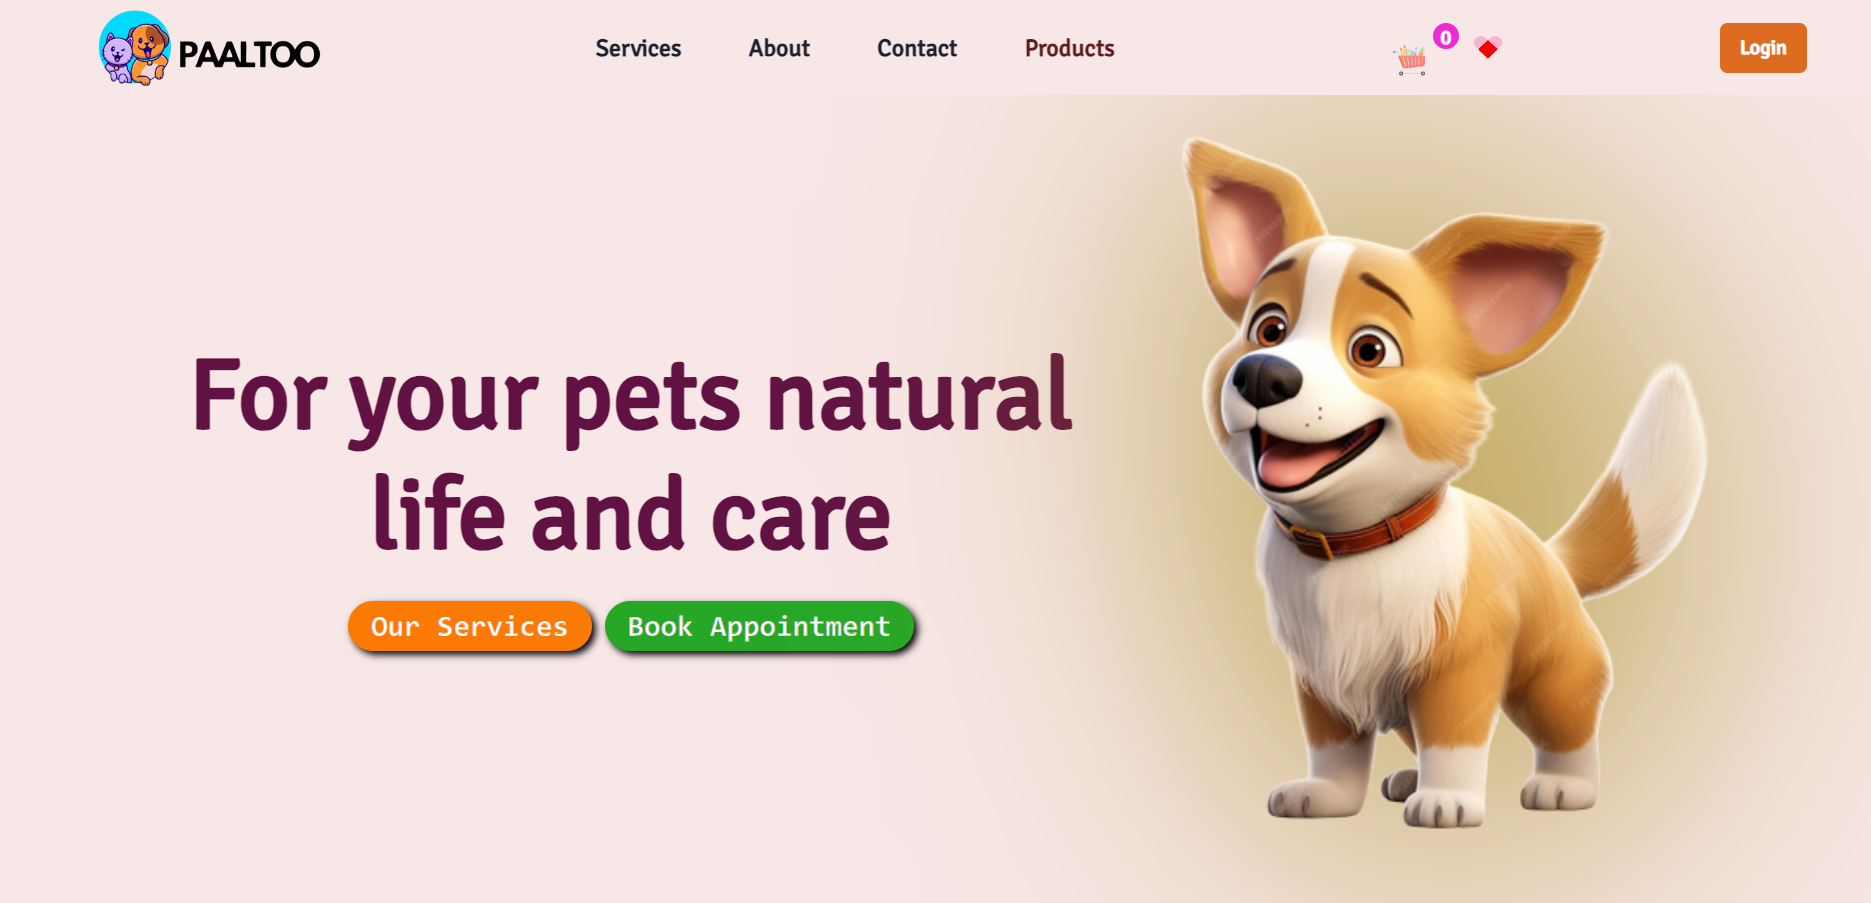 PAALTOO
Services
About
Contact
Products
0
Login
For your pets natural
life and care
Our Services
Book Appointment